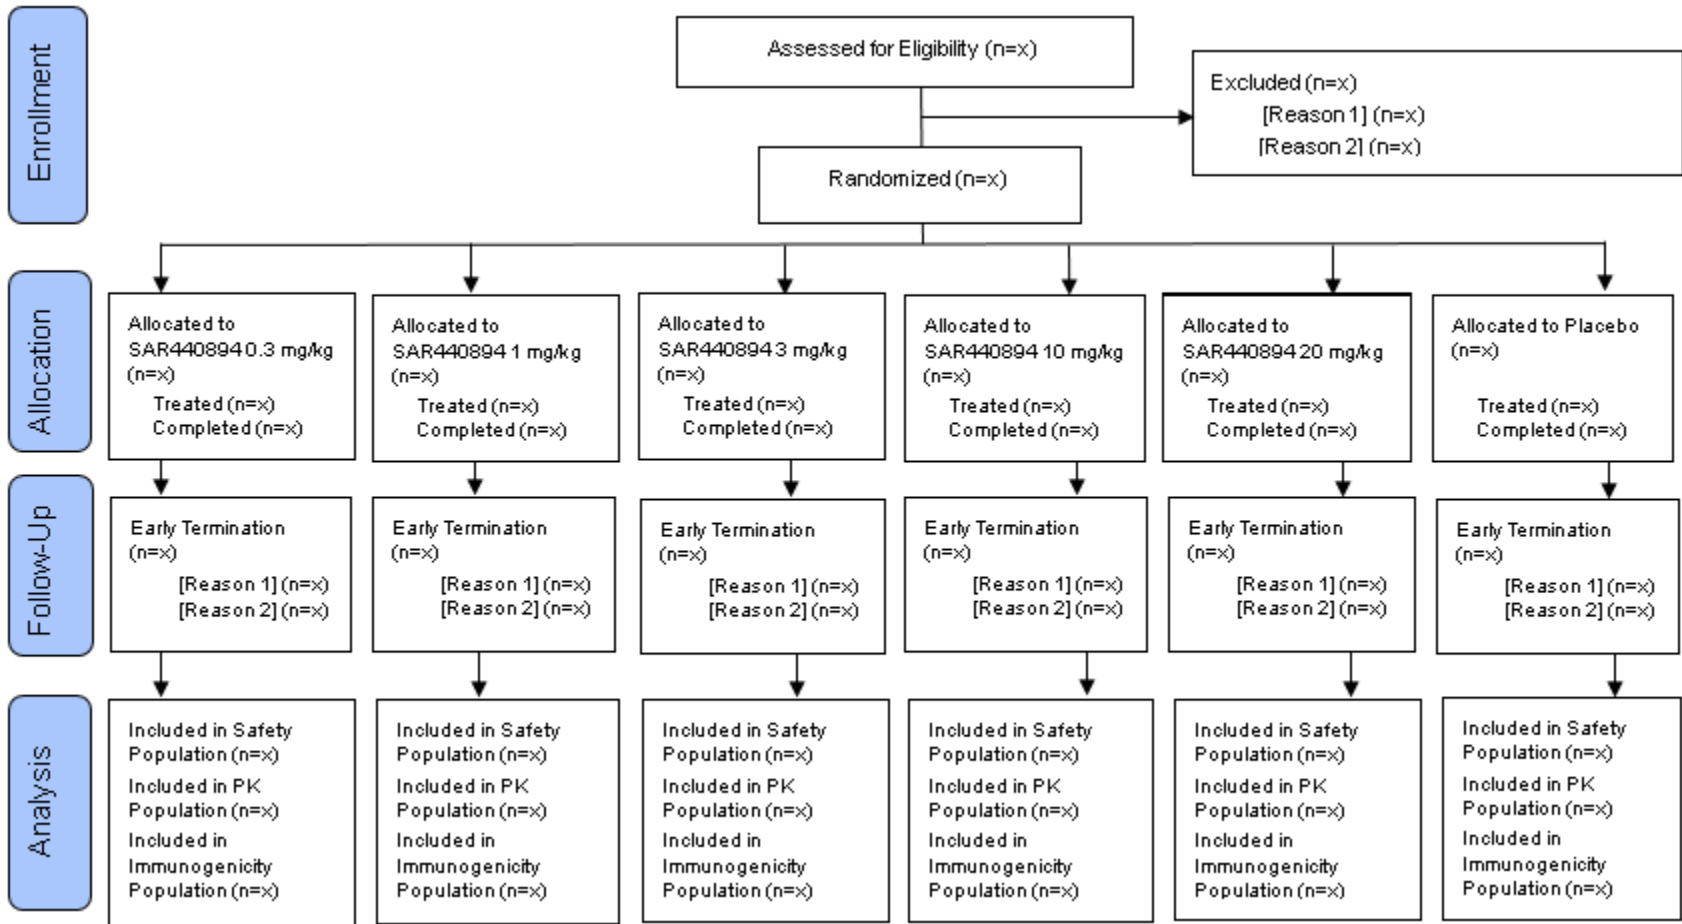 Enrollment
Assessed for Eligibility (n=x)
Excluded (n=x)
[Reason 1] (n=x)
[Reason 2] (n=x)
Randomized (n=x)
Allocation
Allocated to
SAR440894 0.3 mg/kg
(n=x)
Treated (n=x)
Completed (n=x)
Allocated to
SAR440894 1 mg/kg
(n=x)
Treated (n=x)
Completed (n=x)
Allocated to
SAR440894 3 mg/kg
(n=x)
Treated (n=x)
Completed (n=x)
Allocated to
SAR440894 10 mg/kg
(n=x)
Treated (n=x)
Completed (n=x)
Allocated to
SAR440894 20 mg/kg
(n=x)
Treated (n=x)
Completed (n=x)
Allocated to Placebo
(n=x)
Treated (n=x)
Completed (n=x)
Follow-Up
Early Termination
(n=x)
[Reason 1] (n=x)
[Reason 2] (n=x)
Early Termination
(n=x)
[Reason 1] (n=x)
[Reason 2] (n=x)
Early Termination
(n=x)
[Reason 1] (n=x)
[Reason 2] (n=x)
Early Termination
(n=x)
[Reason 1] (n=x)
[Reason 2] (n=x)
Early Termination
(n=x)
[Reason 1] (n=x)
[Reason 2] (n=x)
Early Termination
(n=x)
[Reason 1] (n=x)
[Reason 2] (n=x)
Analysis
Included in Safety
Population (n=x)
Included in PK
Population (n=x)
Included in
Immunogenicity
Population (n=x)
Included in Safety
Population (n=x)
Included in PK
Population (n=x)
Included in
Immunogenicity
Population (n=x)
Included in Safety
Population (n=x)
Included in PK
Population (n=x)
Included in
Immunogenicity
Population (n=x)
Included in Safety
Population (n=x)
Included in PK
Population (n=x)
Included in
Immunogenicity
Population (n=x)
Included in Safety
Population (n=x)
Included in PK
Population (n=x)
Included in
Immunogenicity
Population (n=x)
Included in Safety
Population (n=x)
Included in PK
Population (n=x)
Included in
Immunogenicity
Population (n=x)